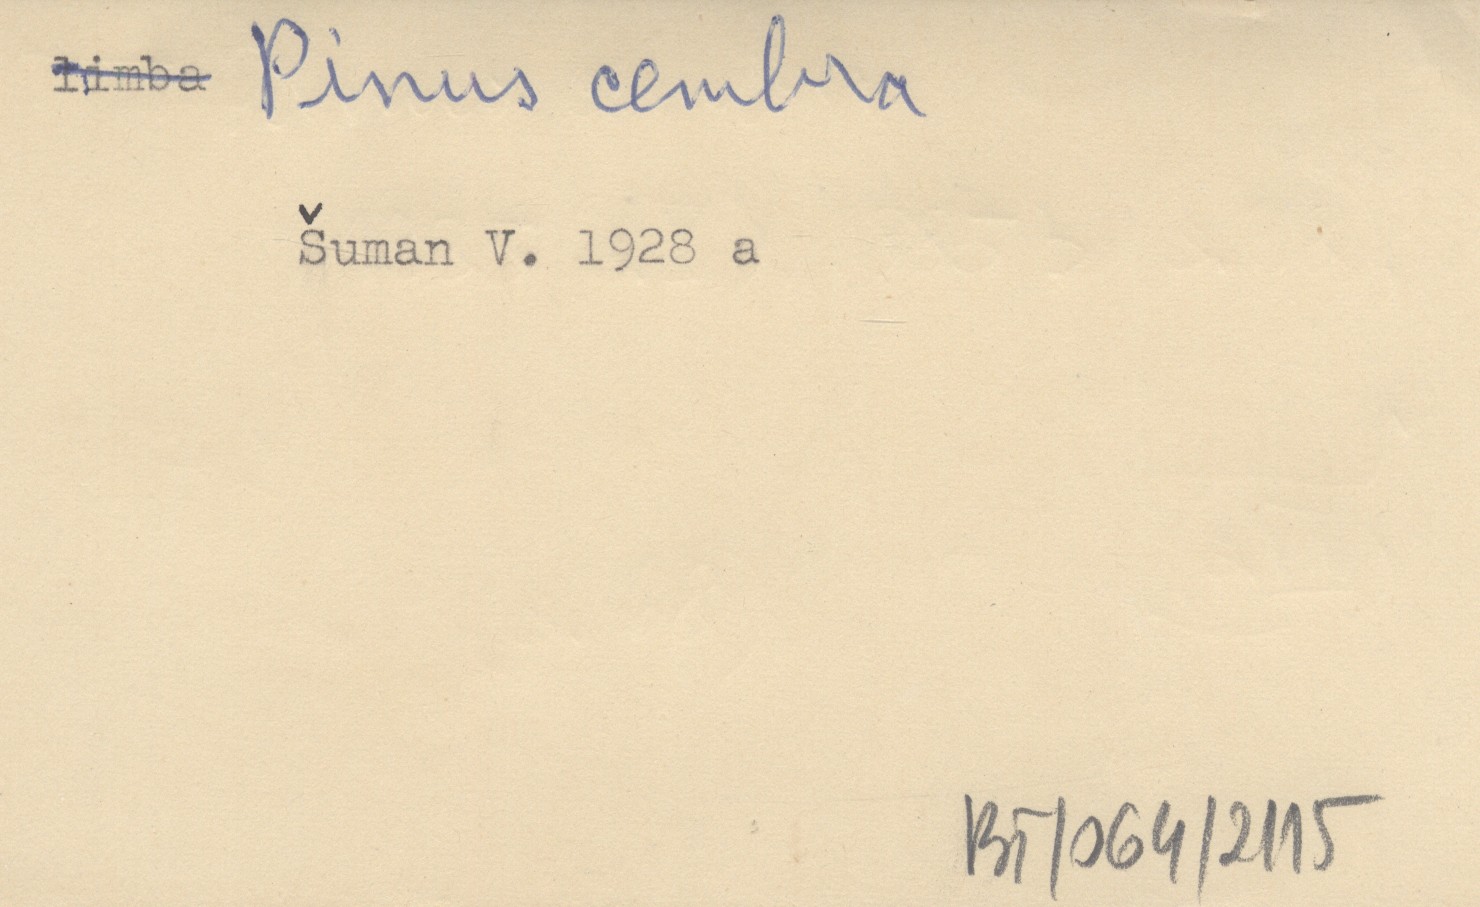 limba Pinus cembra
Šuman V. 1928 a
BT/064/2115